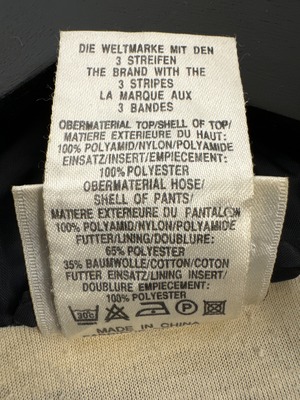 DIE WELTMARKE MIT DEN
3 STREIFEN
THE BRAND WITH THE
3 STRIPES
LA MARQUE AUX
3 BANDES
OBERMATERIAL TOP/SHELL OF TOP/
MATIERE EXTERIEURE DU HAUT:
100% POLYAMID/NYLON/POLYAMIDE
EINSATZ/INSERT/EMPIECEMENT:
100% POLYESTER
OBERMATERIAL HOSE/
SHELL OF PANTS/
MATIERE EXTERIEURE DU PANTALON
100% POLYAMID/NYLON/POLYAMIDE
FUTTER/LINING/DOUBLURE:
65% POLYESTER
35% BAUMWOLLE/COTTON/COTON
FUTTER EINSATZ/LINING INSERT/
DOUBLURE EMPIECEMENT:
100% POLYESTER
30C P
MADE IN CHINA